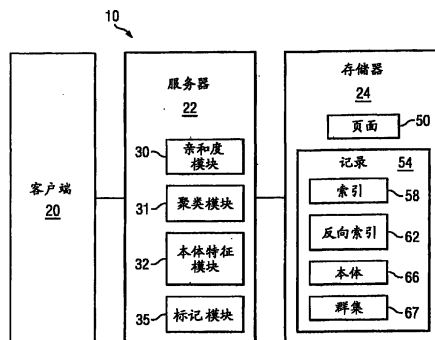 10
客户端
20
服务器
22
30
亲和度
模块
31
聚类模块
32
本体特征
模块
35
标记模块
存储器
24
页面
50
记录
54
索引
58
反向索引
62
本体
66
群集
67